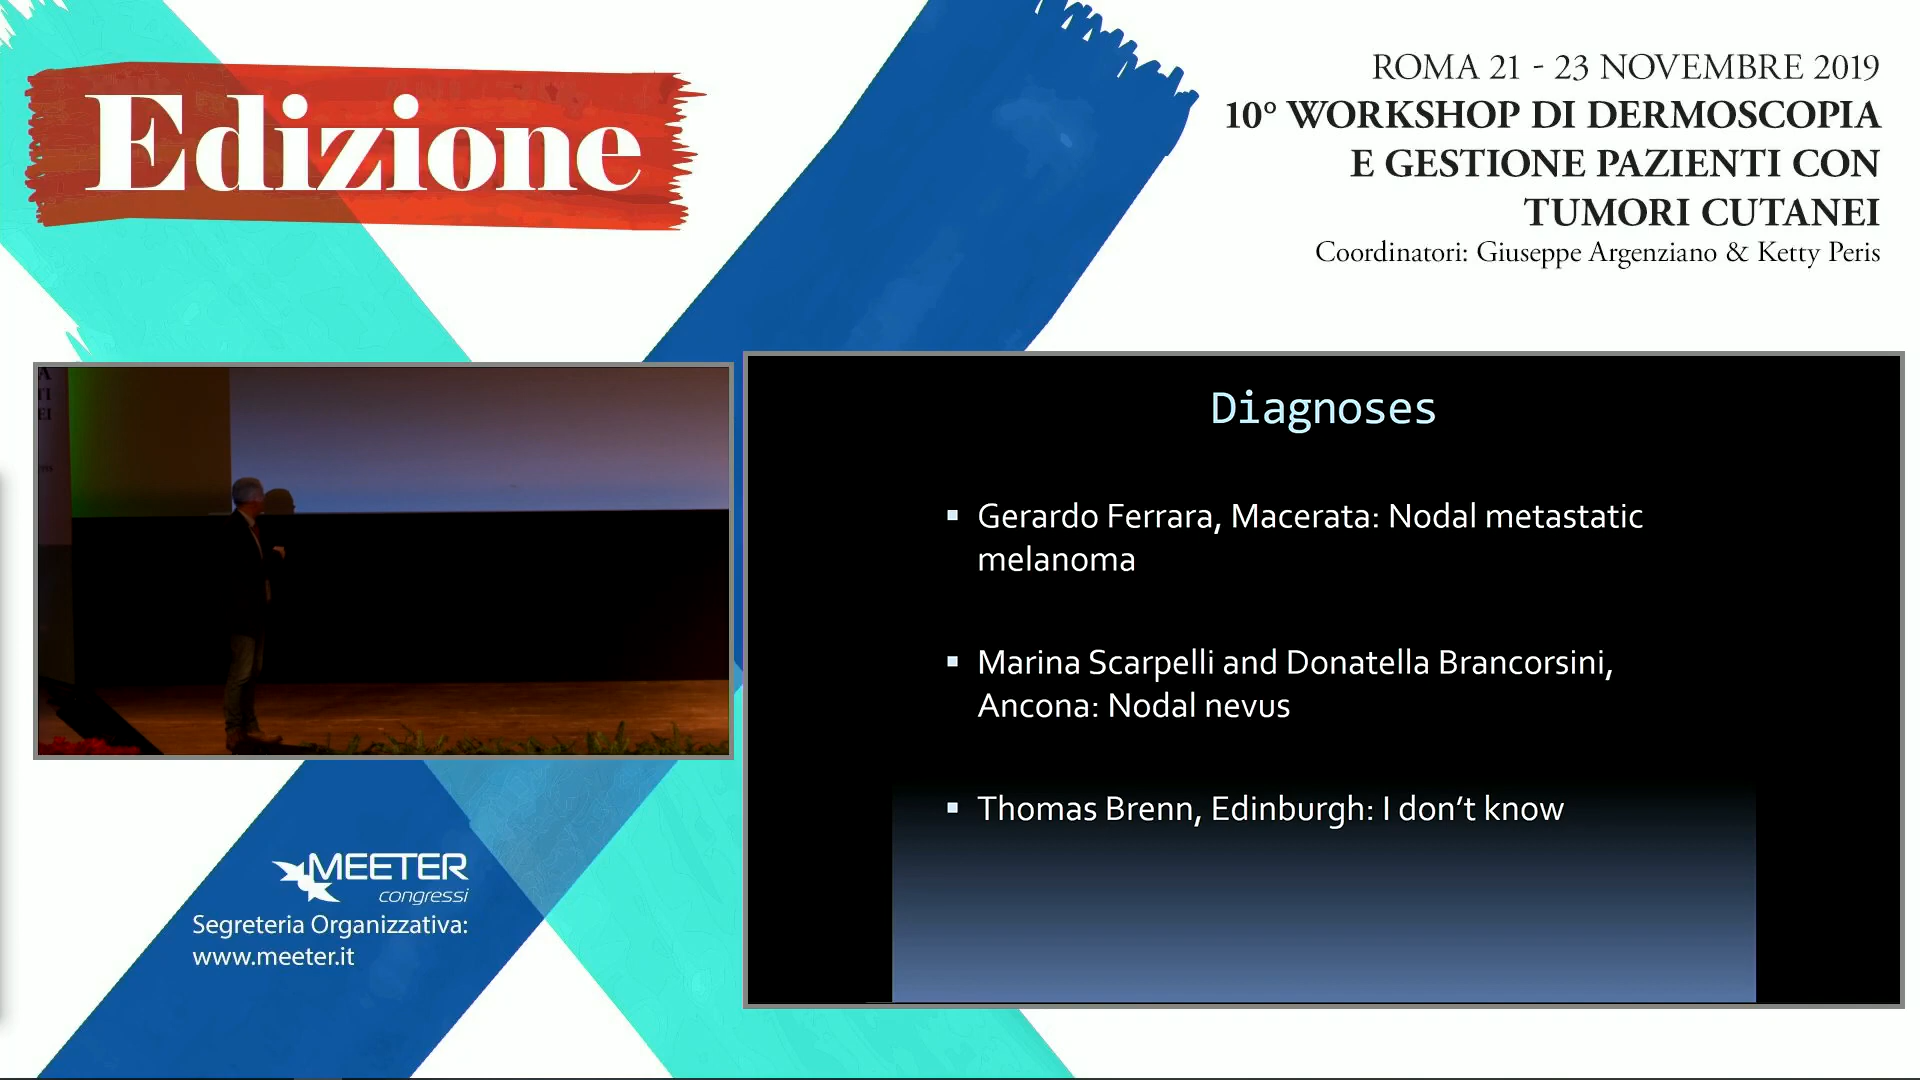 Edizione
ROMA 21 - 23 NOVEMBRE 2019
10° WORKSHOP DI DERMOSCOPIA
E GESTIONE PAZIENTI CON
TUMORI CUTANEI
Coordinatori: Giuseppe Argenziano & Ketty Peris
A
TI
EI
Diagnoses
▪ Gerardo Ferrara, Macerata: Nodal metastatic
melanoma
▪ Marina Scarpelli and Donatella Brancorsini,
Ancona: Nodal nevus
▪ Thomas Brenn, Edinburgh: I don’t know
MEETER
congressi
Segreteria Organizzativa:
www.meeter.it